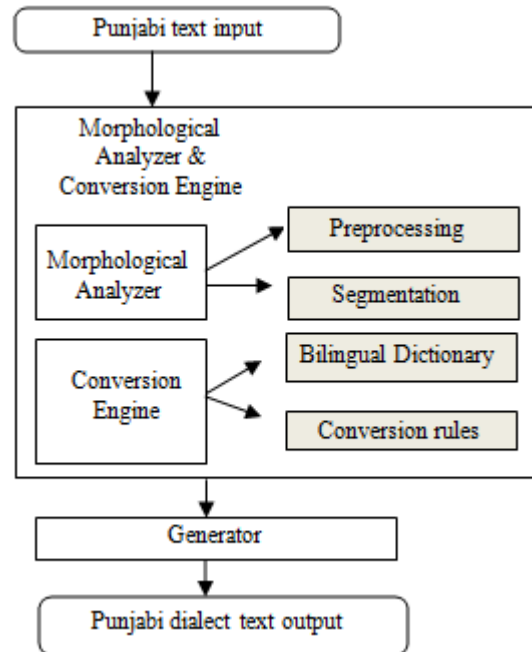 Punjabi text input
Morphological
Analyzer &
Conversion Engine
Preprocessing
Morphological
Analyzer
Segmentation
Bilingual Dictionary
Conversion
Engine
Conversion rules
Generator
Punjabi dialect text output